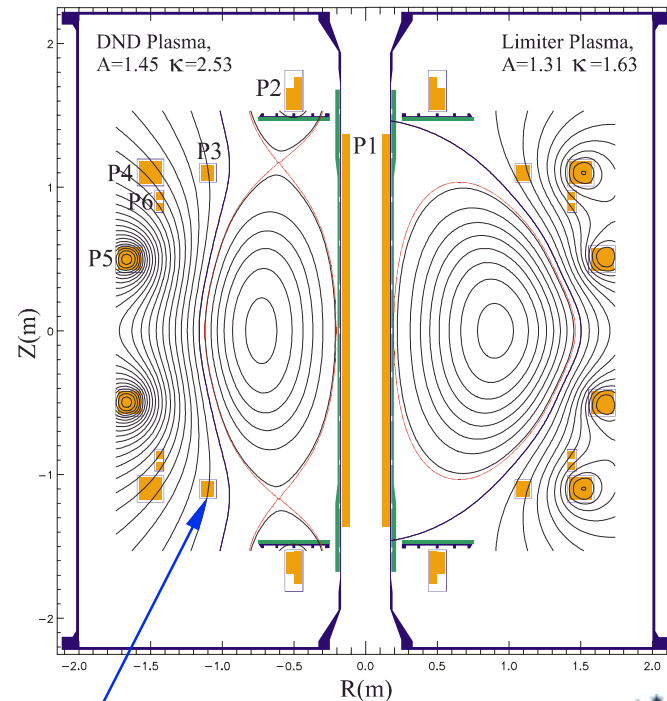 DND Plasma,
A=1.45 κ=2.53
Limiter Plasma,
A=1.31 κ=1.63
P2
P1
P3
P4
P6
P5
Z(m)
2
1
0
−1
−2
−2.0 −1.5 −1.0 −0.5 0.0 0.5 1.0 1.5 2.0
R(m)